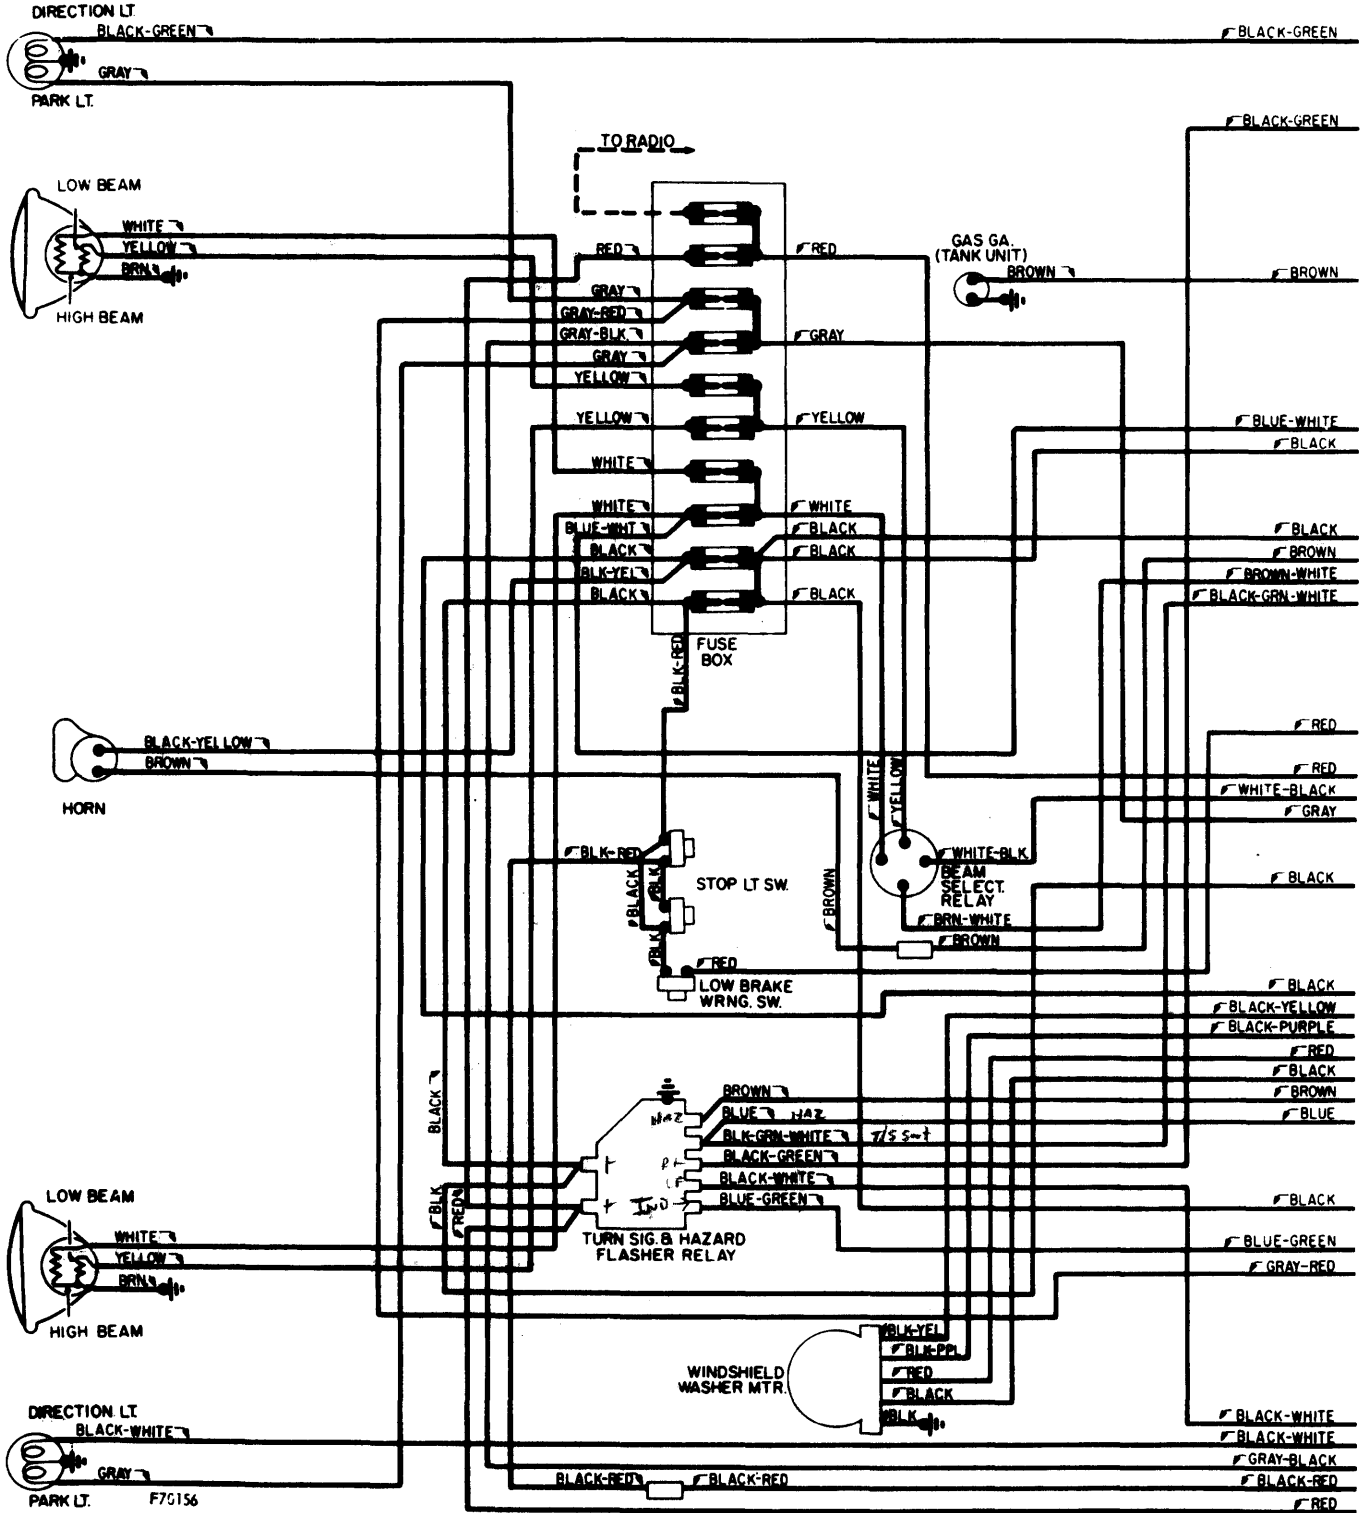 DIRECTION LT.
BLACK-GREEN
BLACK-GREEN
GRAY
PARK LT.
BLACK-GREEN
TO RADIO
LOW BEAM
WHITE
YELLOW
BRN.
HIGH BEAM
RED
RED
GAS GA.
(TANK UNIT)
BROWN
BROWN
GRAY
GRAY-RED
GRAY-BLK.
GRAY
GRAY
YELLOW
YELLOW
YELLOW
BLUE-WHITE
BLACK
WHITE
WHITE
WHITE
BLUE-WHT
BLACK
BLACK
BLACK
BLACK
BROWN
BLK-YEL
BROWN-WHITE
BLACK
BLACK
BLACK-GRN-WHITE
FUSE
BOX
BLK-RED
RED
BLACK-YELLOW
BROWN
HORN
WHITE
YELLOW
RED
WHITE-BLACK
GRAY
BLK-RED
WHITE-BLK
BEAM
SELECT.
RELAY
BLACK
BLACK
BLK
STOP LT SW.
BROWN
BRN-WHITE
BROWN
BLK
RED
LOW BRAKE
WRNG. SW.
BLACK
BLACK-YELLOW
BLACK-PURPLE
RED
BLACK
BLACK
BROWN
BROWN
HAZ
BLUE
HAZ
BLUE
BLK-GRN-WHITE
T/S Swt
BLACK-GREEN
BLACK-WHITE
BLUE-GREEN
IND
BLK
RED
BLACK
TURN SIG. & HAZARD
FLASHER RELAY
BLUE-GREEN
GRAY-RED
LOW BEAM
WHITE
YELLOW
BRN.
HIGH BEAM
BLK-YEL
BLK-PPL
RED
BLACK
BLK
WINDSHIELD
WASHER MTR.
DIRECTION LT.
BLACK-WHITE
BLACK-WHITE
BLACK-WHITE
GRAY-BLACK
GRAY
BLACK-RED
BLACK-RED
BLACK-RED
PARK LT.
RED